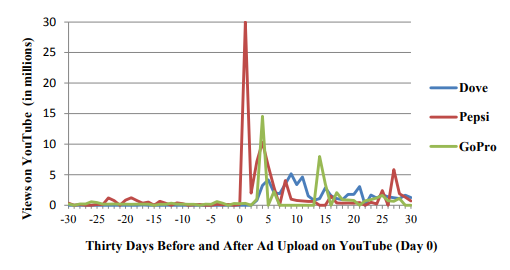 Views on YouTube (in millions)
30
25
20
15
10
5
0
-30 -25 -20 -15 -10 -5 0 5 10 15 20 25 30
Dove
Pepsi
GoPro
Thirty Days Before and After Ad Upload on YouTube (Day 0)